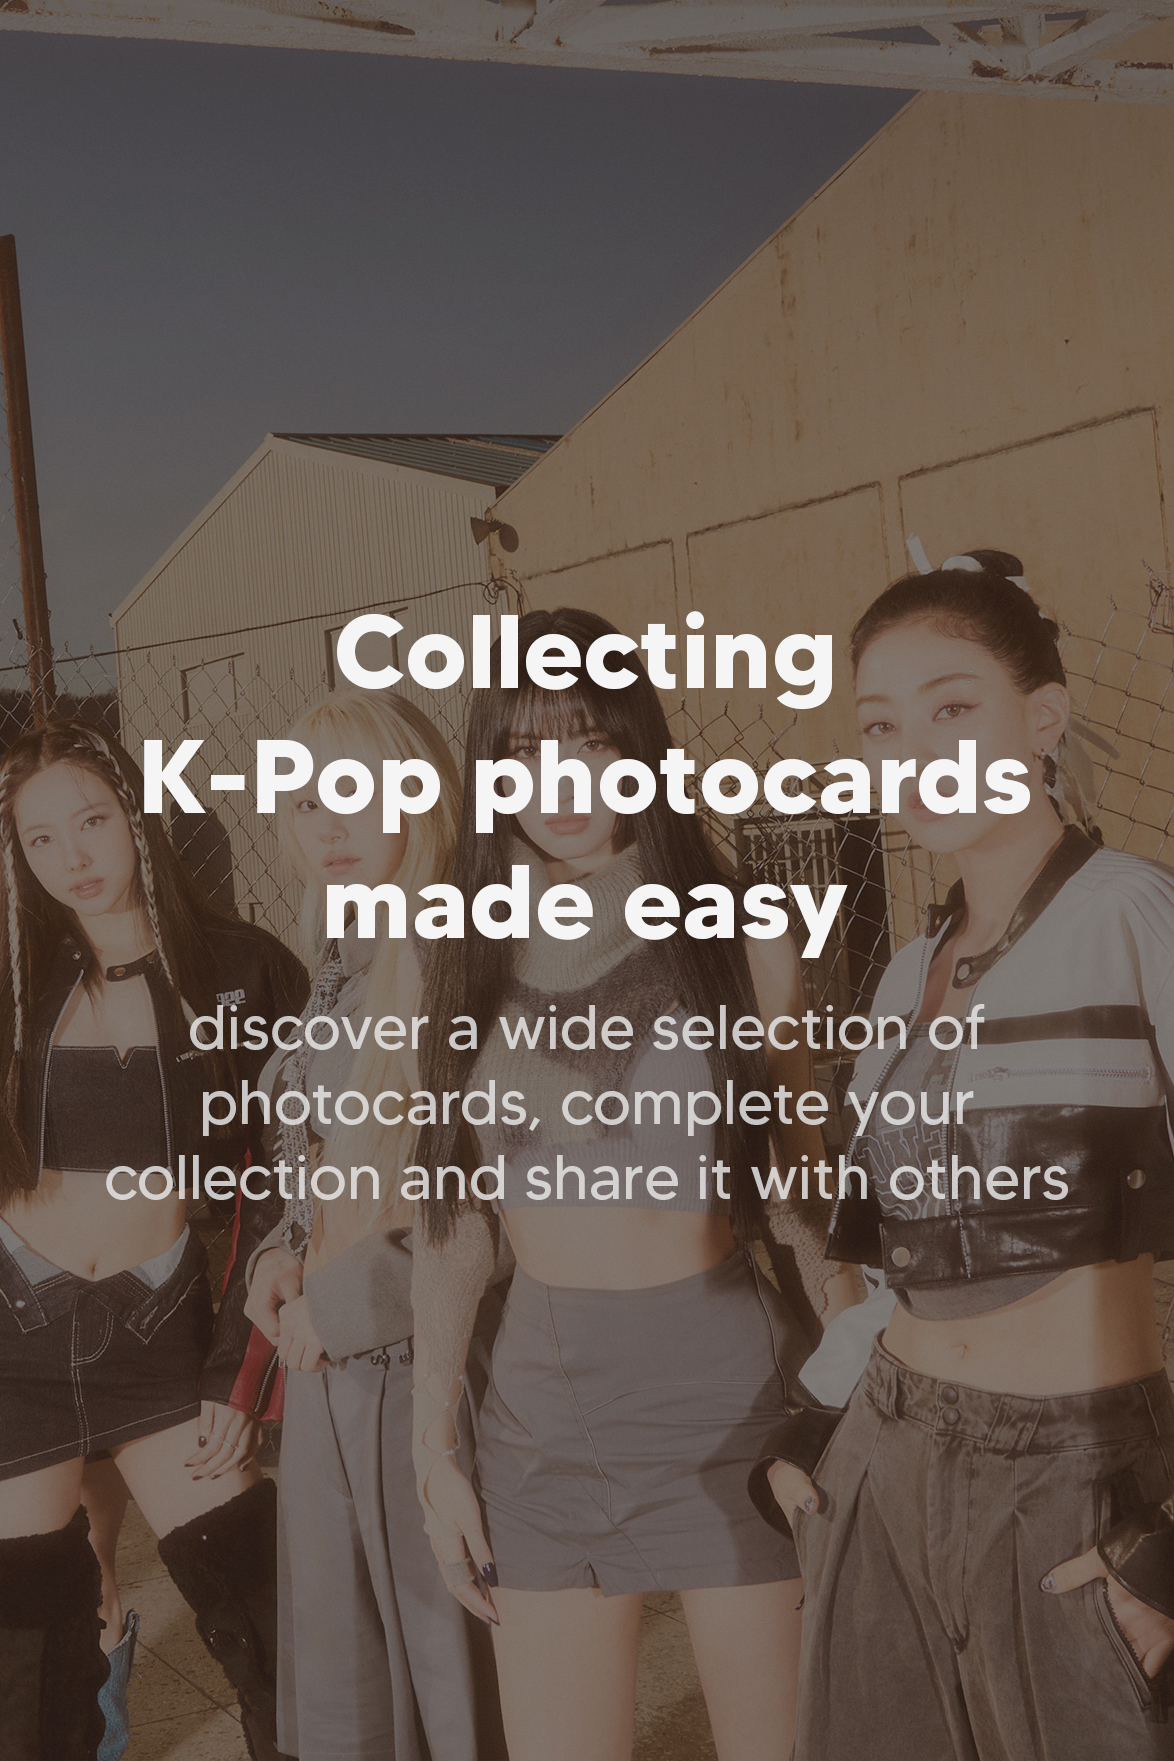 Collecting
K-Pop photocards
made easy
discover a wide selection of
photocards, complete your
collection and share it with others